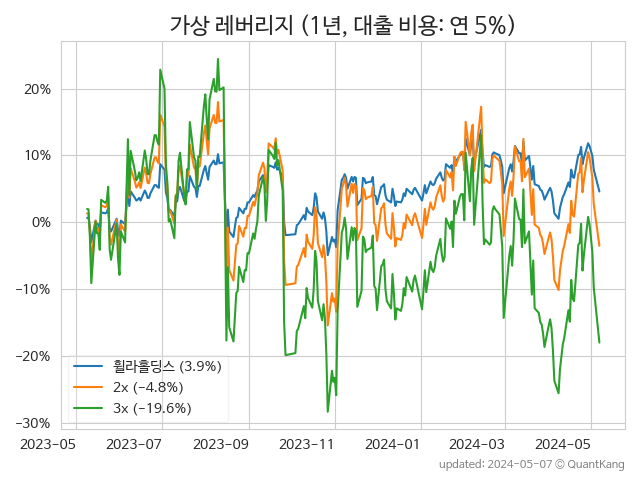 가상 레버리지 (1년, 대출 비용: 연 5%)
20%
10%
0%
−10%
−20%
−30%
휠라홀딩스 (3.9%)
2x (−4.8%)
3x (−19.6%)
2023-05 2023-07 2023-09 2023-11 2024-01 2024-03 2024-05
updated: 2024-05-07 ⓒ QuantKang